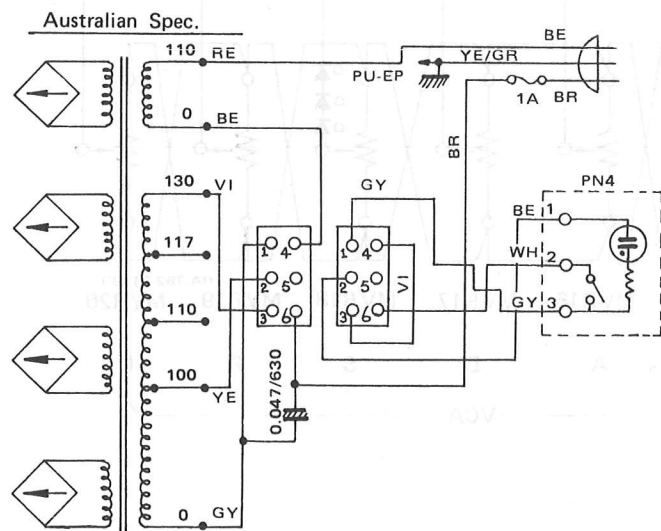 Australian Spec.
110 RE
BE
YE/GR
PU-EP
1A
BR
0 BE
BR
130 VI
GY
PN4
BE 1
117
1 4
1 4
WH 2
2 5
2 5
VI
GY 3
110
3 6
3 6
100
YE
0.047/630
VCA
0 GY